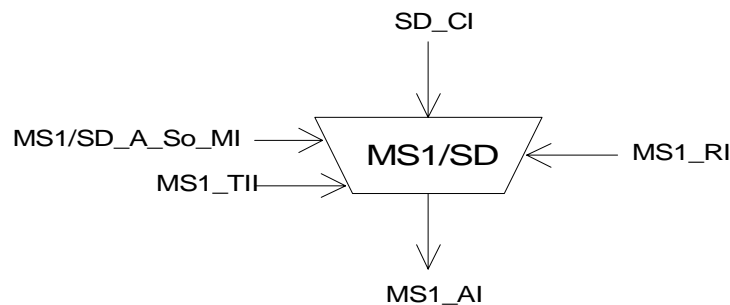 SD_CI
MS1/SD_A_So_MI
MS1/SD
MS1_RI
MS1_TII
MS1_AI